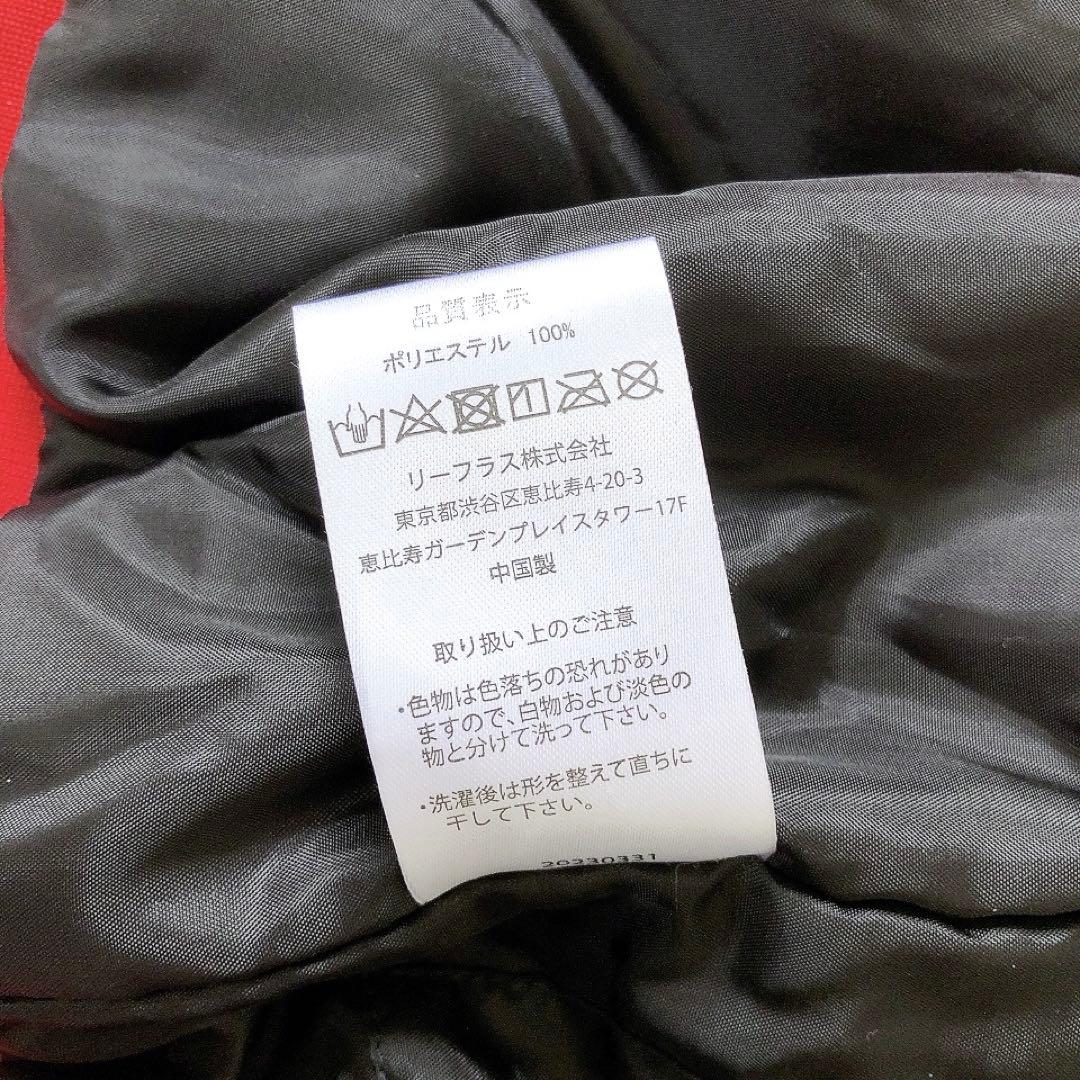 品質表示
ポリエステル 100%
リーフラス株式会社
東京都渋谷区恵比寿4-20-3
恵比寿ガーデンプレイスタワー17F
中国製
取り扱い上のご注意
・色物は色落ちの恐れがあり
ますので、白物および淡色の
物と分けて洗って下さい。
・洗濯後は形を整えて直ちに
干して下さい。
20230331